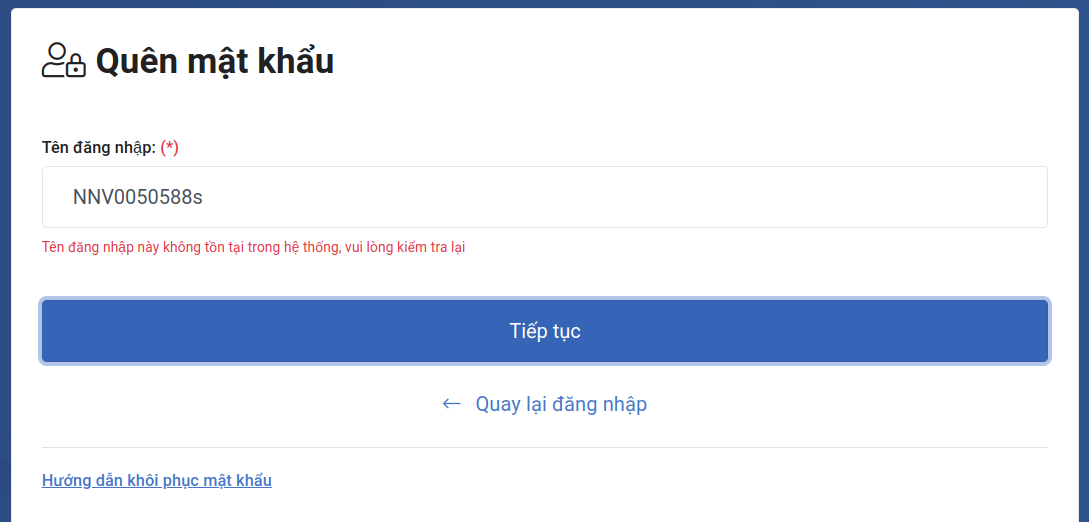 Quên mật khẩu
Tên đăng nhập: (*)
NNV0050588s
Tên đăng nhập này không tồn tại trong hệ thống, vui lòng kiểm tra lại
Tiếp tục
← Quay lại đăng nhập
Hướng dẫn khôi phục mật khẩu